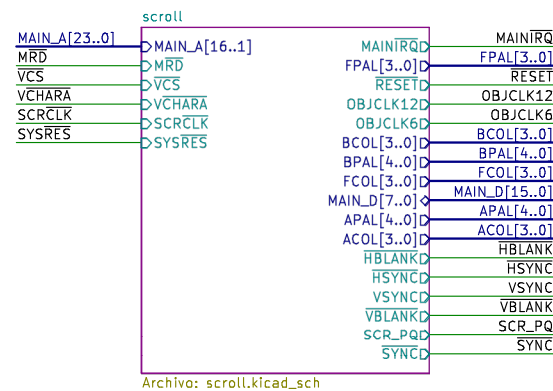 scroll
MAIN_A[23..0]
MRD
VCS
VCHARA
SCRCLK
SYSRES
MAIN_A[16..1]
MRD
VCS
VCHARA
SCRCLK
SYSRES
MAINIRQ
FPAL[3..0]
RESET
OBJCLK12
OBJCLK6
BCOL[3..0]
BPAL[4..0]
FCOL[3..0]
MAIN_D[7..0]
APAL[4..0]
ACOL[3..0]
HBLANK
HSYNC
VSYNC
VBLANK
SCR_PQ
SYNC
MAINIRQ
FPAL[3..0]
RESET
OBJCLK12
OBJCLK6
BCOL[3..0]
BPAL[4..0]
FCOL[3..0]
MAIN_D[15..0]
APAL[4..0]
ACOL[3..0]
HBLANK
HSYNC
VSYNC
VBLANK
SCR_PQ
SYNC
Archivo: scroll.kicad_sch